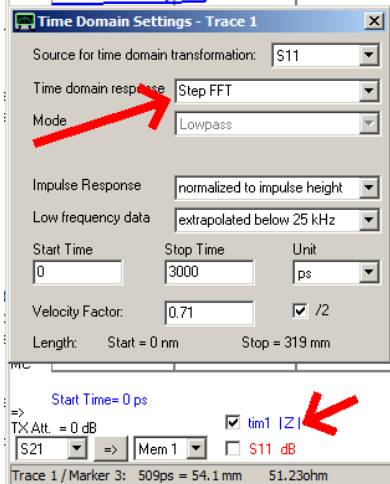 Time Domain Settings - Trace 1
Source for time domain transformation: S11
Time domain response Step FFT
Mode Lowpass
Impulse Response normalized to impulse height
Low frequency data extrapolated below 25 kHz
Start Time Stop Time Unit
0 3000 ps
Velocity Factor: 0.71 /2
Length: Start = 0 nm Stop = 319 mm
Start Time= 0 ps
=>
TX Att. = 0 dB tim1 |Z|
S21 => Mem 1 S11 dB
Trace 1 / Marker 3: 509ps = 54.1 mm 51.23ohm